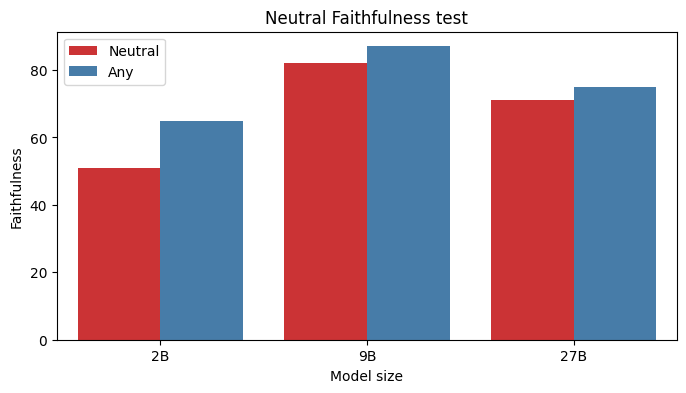 Neutral Faithfulness test
Neutral
Any
Faithfulness
80
60
40
20
0
2B
9B
27B
Model size